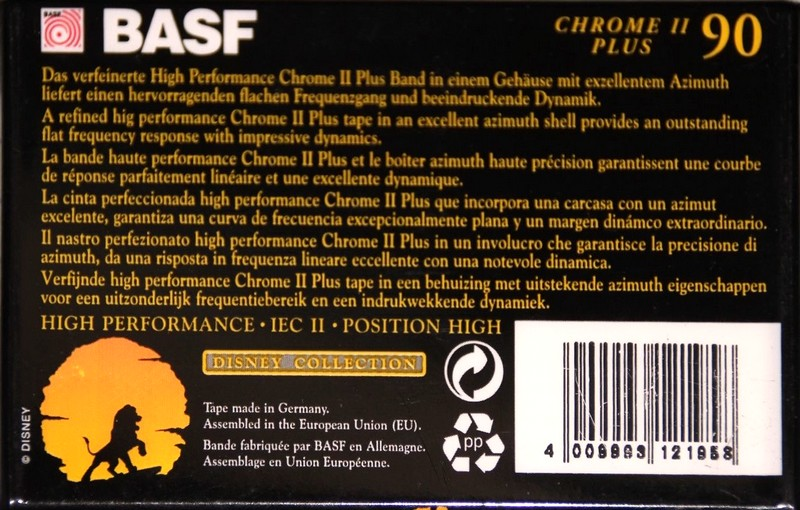 BASF
CHROME II
PLUS
90
Das verfeinerte High Performance Chrome II Plus Band in einem Gehäuse mit exzellentem Azimuth
liefert einen hervorragenden flachen Frequenzgang und beeindruckende Dynamik.
A refined hig performance Chrome II Plus tape in an excellent azimuth shell provides an outstanding
flat frequency response with impressive dynamics.
La bande haute performance Chrome II Plus et le boîter azimuth haute précision garantissent une courbe
de réponse parfaitement linéaire et une excellente dynamique.
La cinta perfeccionada high performance Chrome II Plus que incorpora una carcasa con un azimut
excelente, garantiza una curva de frecuencia excepcionalmente plana y un margen dinámco extraordinario.
Il nastro perfezionato high performance Chrome II Plus in un involucro che garantisce la precisione di
azimuth, da una risposta in frequenza lineare eccellente con una notevole dinamica.
Verfijnde high performance Chrome II Plus tape in een behuizing met uitstekende azimuth eigenschappen
voor een uitzonderlijk frequentiebereik en een indrukwekkende dynamiek.
HIGH PERFORMANCE • IEC II • POSITION HIGH
DISNEY COLLECTION
© DISNEY
Tape made in Germany.
Assembled in the European Union (EU).
Bande fabriquée par BASF en Allemagne.
Assemblage en Union Européenne.
PP
4 009993 121958